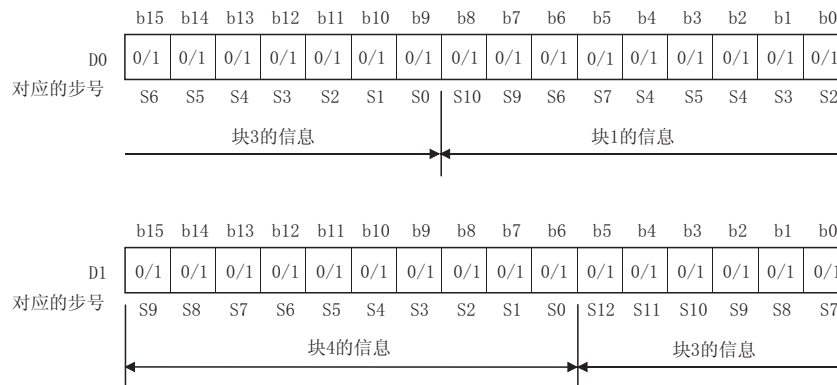 b15 b14 b13 b12 b11 b10 b9 b8 b7 b6 b5 b4 b3 b2 b1 b0
D0 0/1 0/1 0/1 0/1 0/1 0/1 0/1 0/1 0/1 0/1 0/1 0/1 0/1 0/1 0/1 0/1
对应的步号 S6 S5 S4 S3 S2 S1 S0 S10 S9 S6 S7 S4 S5 S4 S3 S2
块3的信息 块1的信息
b15 b14 b13 b12 b11 b10 b9 b8 b7 b6 b5 b4 b3 b2 b1 b0
D1 0/1 0/1 0/1 0/1 0/1 0/1 0/1 0/1 0/1 0/1 0/1 0/1 0/1 0/1 0/1 0/1
对应的步号 S9 S8 S7 S6 S5 S4 S3 S2 S1 S0 S12 S11 S10 S9 S8 S7
块4的信息 块3的信息